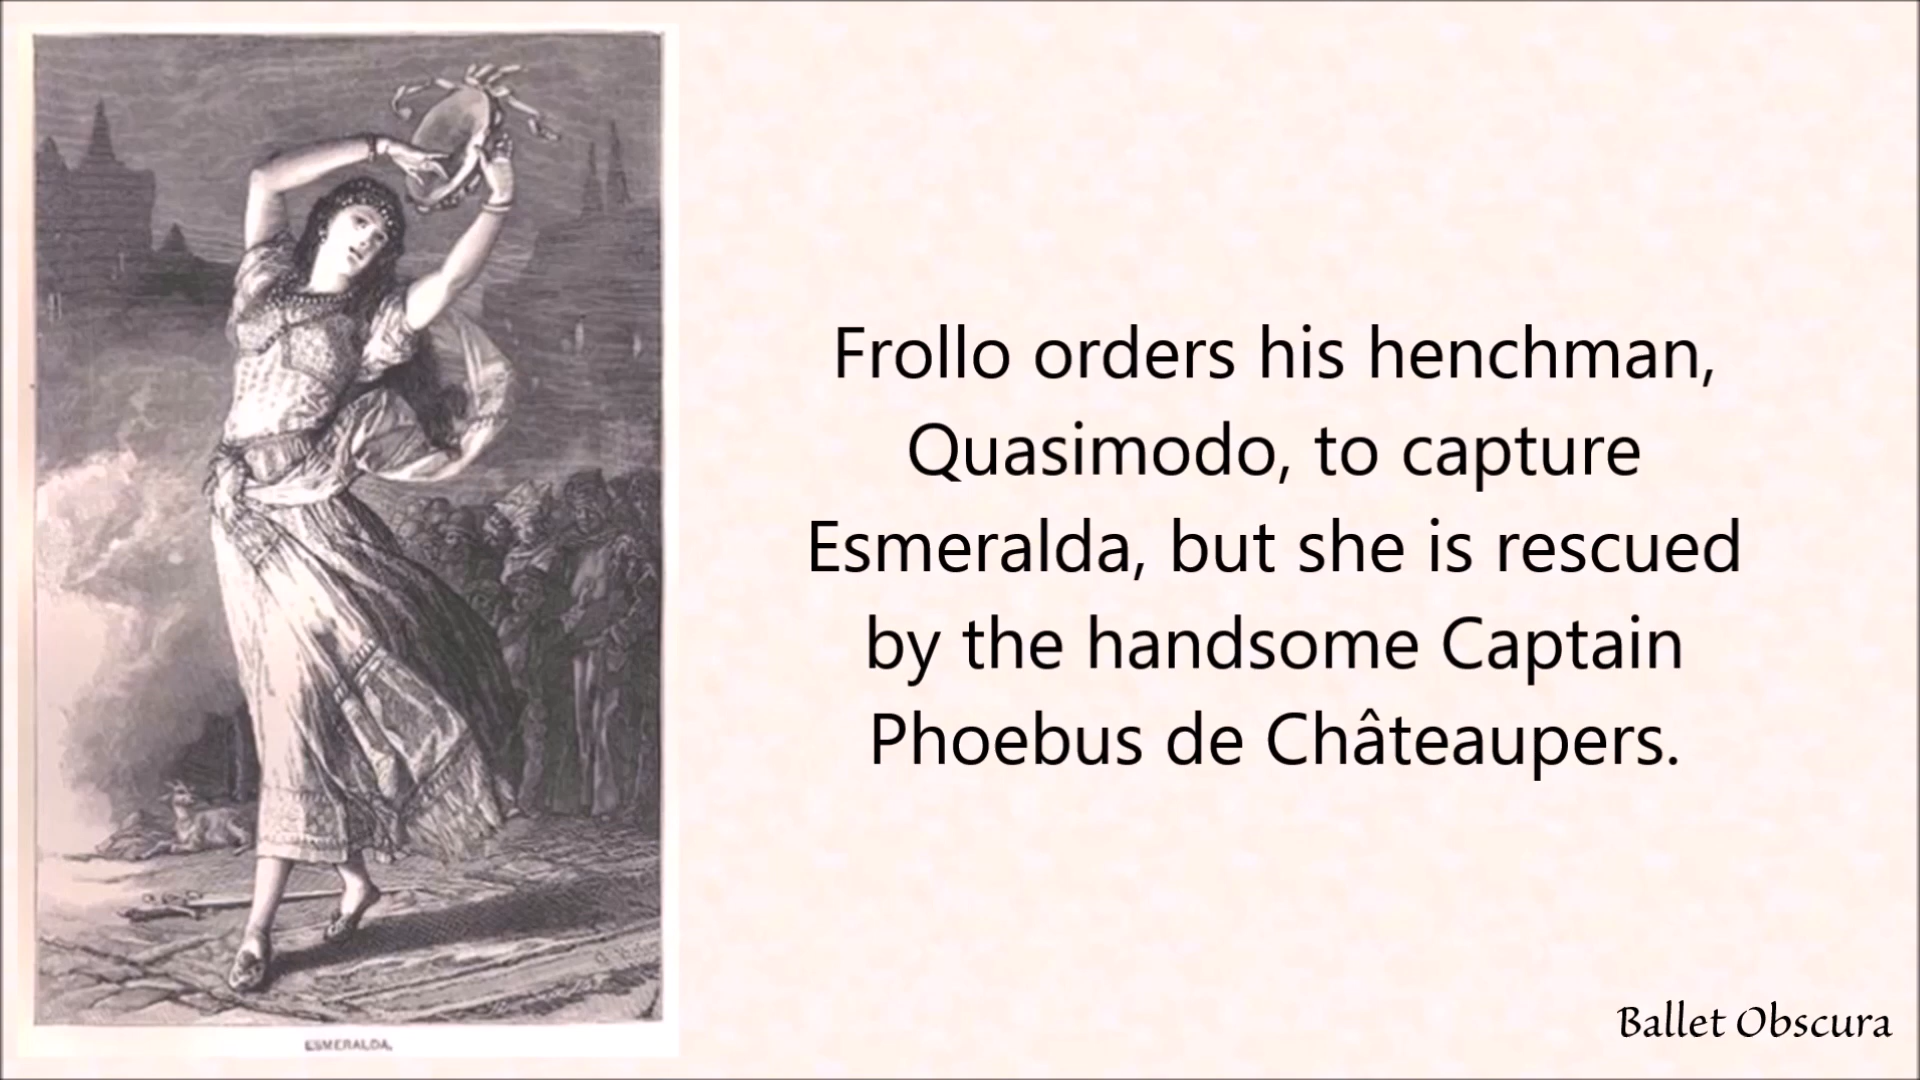 Frollo orders his henchman,
Quasimodo, to capture
Esmeralda, but she is rescued
by the handsome Captain
Phoebus de Châteaupers.
ESMERALDA.
Ballet Obscura